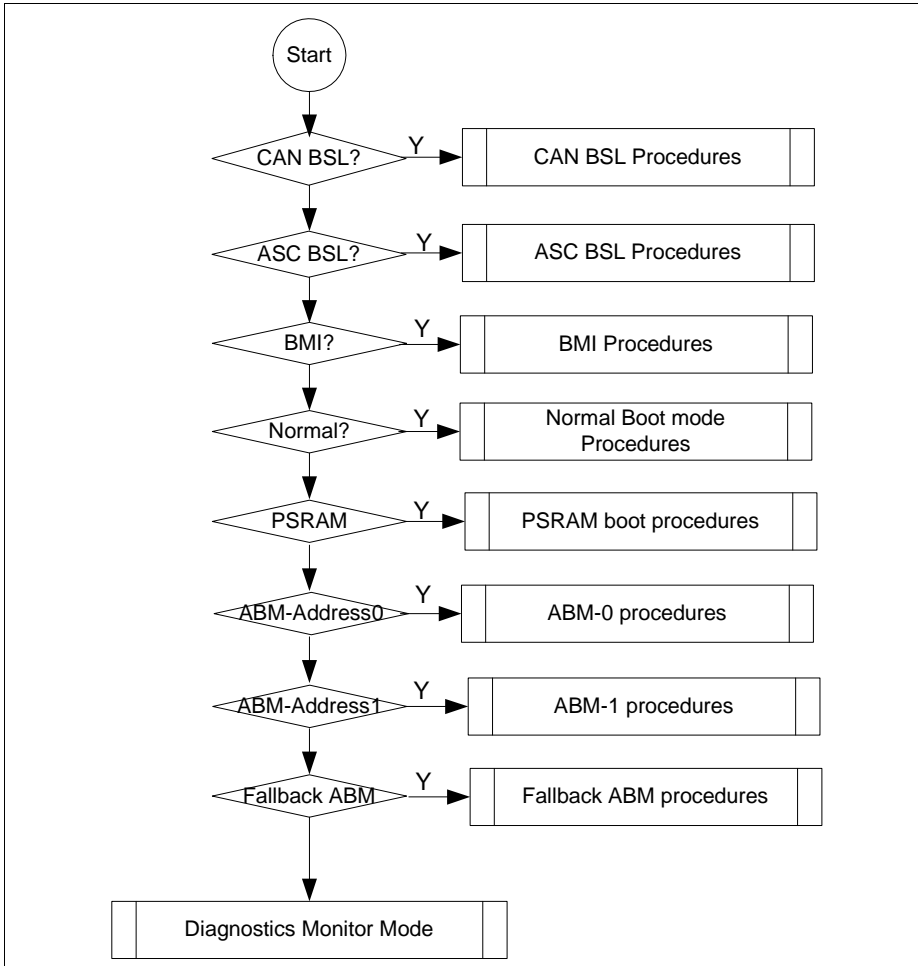 Start
CAN BSL?
Y
CAN BSL Procedures
ASC BSL?
Y
ASC BSL Procedures
BMI?
Y
BMI Procedures
Normal?
Y
Normal Boot mode
Procedures
PSRAM
Y
PSRAM boot procedures
ABM-Address0
Y
ABM-0 procedures
ABM-Address1
Y
ABM-1 procedures
Fallback ABM
Y
Fallback ABM procedures
Diagnostics Monitor Mode